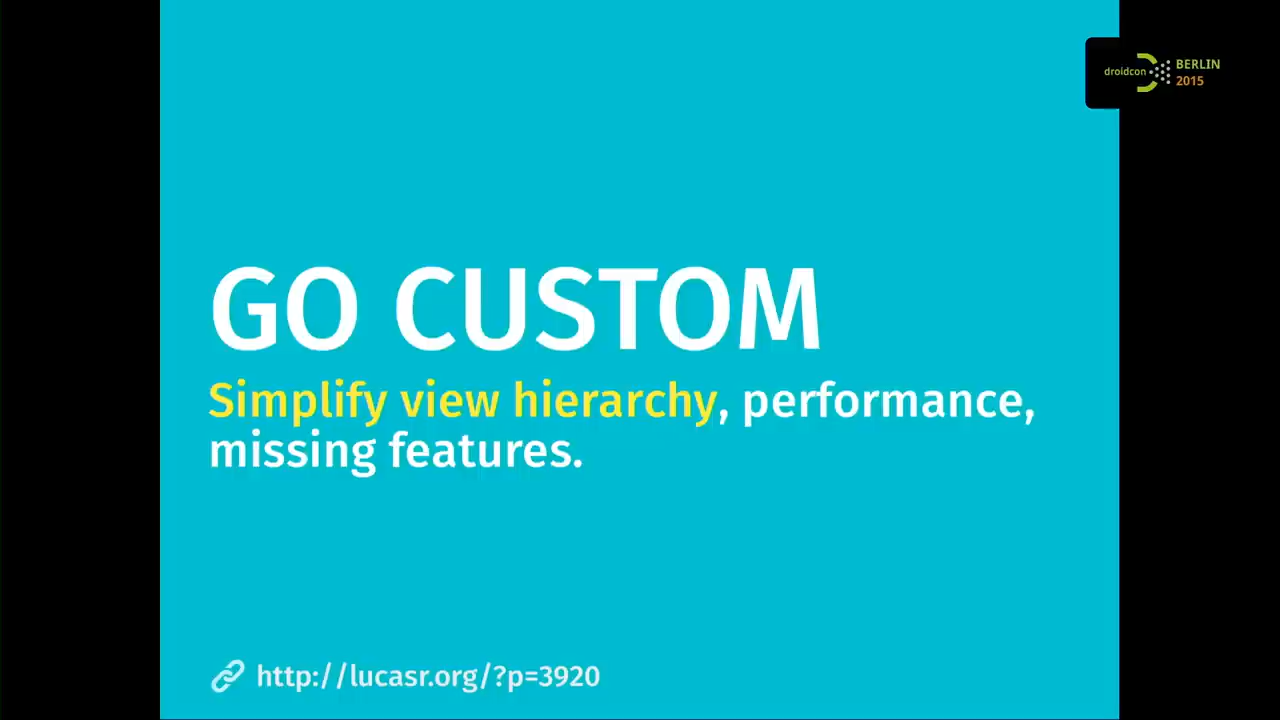 droidcon BERLIN
2015
GO CUSTOM
Simplify view hierarchy, performance,
missing features.
http://lucasr.org/?p=3920